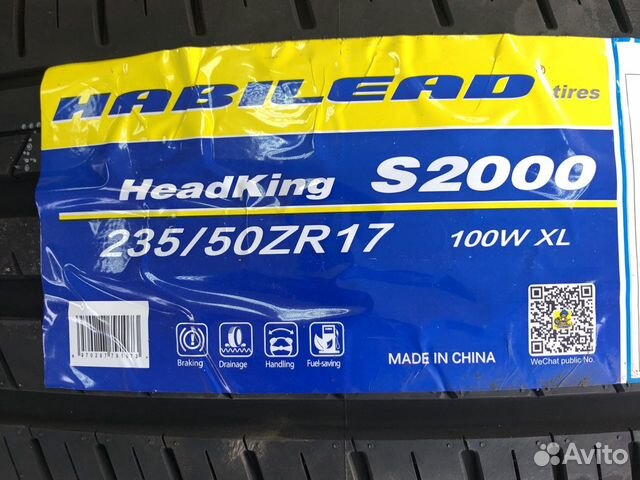 HABILEAD® tires
HeadKing S2000
235/50ZR17 100W XL
Braking Drainage Handling Fuel-saving
MADE IN CHINA
WeChat public No.
Avito